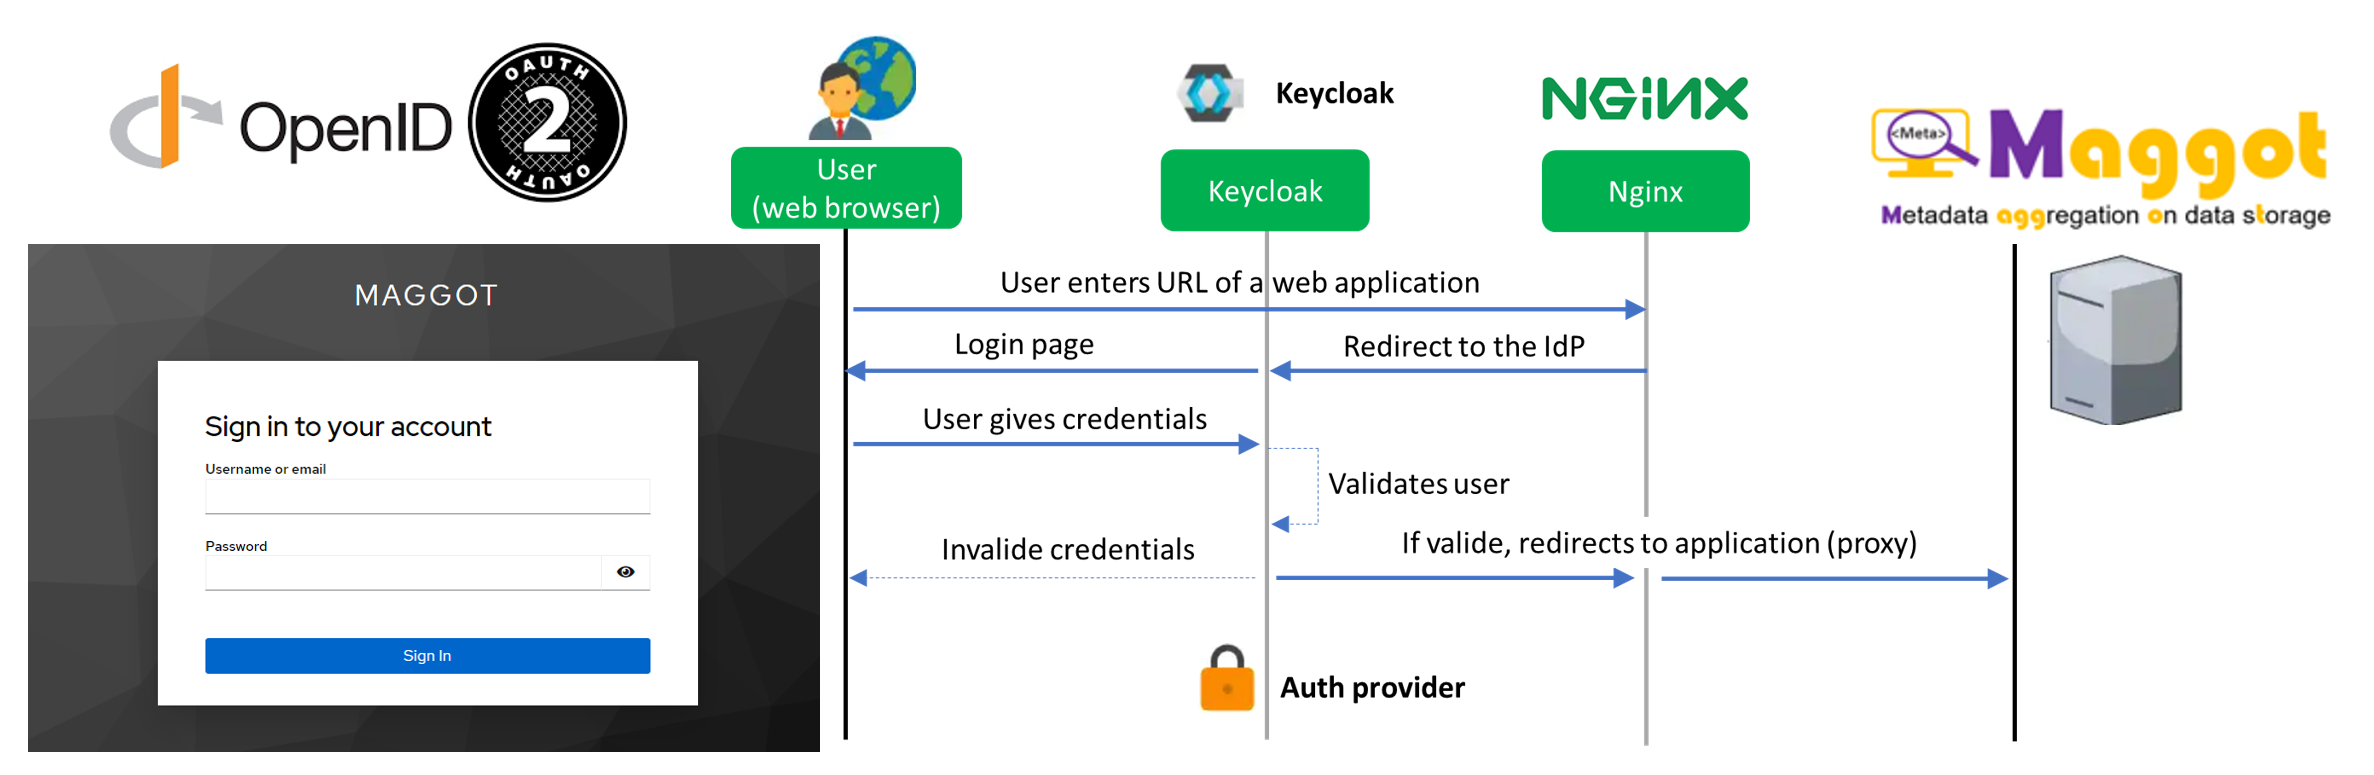 OpenID
OAUTH
2
OAUTH
Keycloak
NGINX
<Meta>
Maggot
Metadata aggregation on data storage
User
(web browser)
Keycloak
Nginx
MAGGOT
Sign in to your account
Username or email
Password
Sign In
User enters URL of a web application
Login page
Redirect to the IdP
User gives credentials
Validates user
Invalide credentials
If valide, redirects to application (proxy)
Auth provider